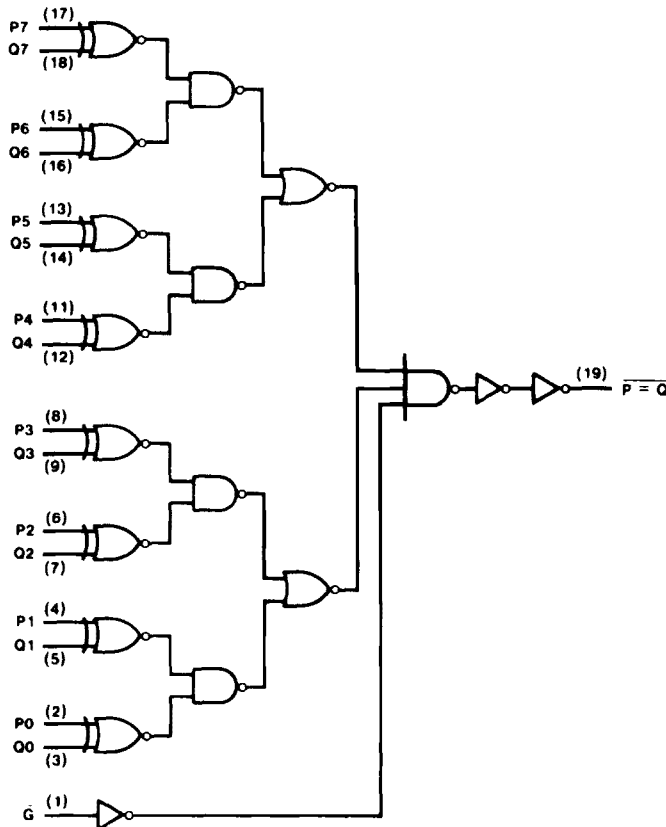 (17)
P7
Q7
(18)
(15)
P6
Q6
(16)
(13)
P5
Q5
(14)
(11)
P4
Q4
(12)
(19)
P = Q
(8)
P3
Q3
(9)
(6)
P2
Q2
(7)
(4)
P1
Q1
(5)
(2)
P0
Q0
(3)
(1)
G